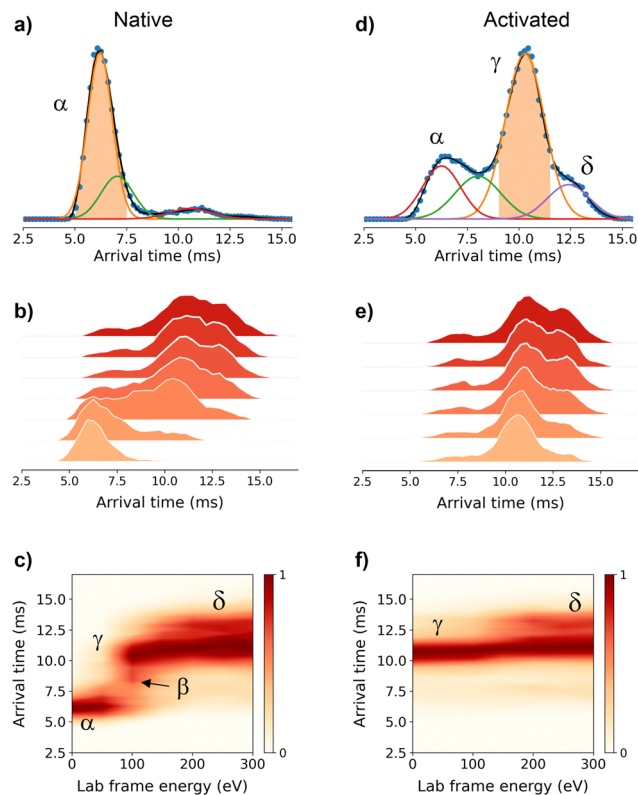 Native
Activated
a)
α
2.5 5.0 7.5 10.0 12.5 15.0
Arrival time (ms)
d)
γ
α
δ
2.5 5.0 7.5 10.0 12.5 15.0
Arrival time (ms)
b)
2.5 5.0 7.5 10.0 12.5 15.0
Arrival time (ms)
e)
2.5 5.0 7.5 10.0 12.5 15.0
Arrival time (ms)
c)
Arrival time (ms)
15.0
12.5
10.0
7.5
5.0
2.5
δ
γ
β
α
0 100 200 300
Lab frame energy (eV)
1
0
f)
Arrival time (ms)
15.0
12.5
10.0
7.5
5.0
2.5
δ
γ
0 100 200 300
Lab frame energy (eV)
1
0